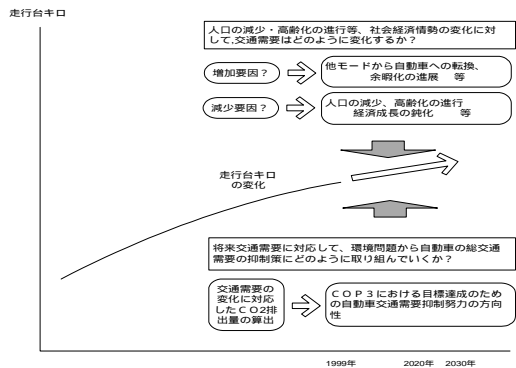 走行台キロ
人口の減少・高齢化の進行等、社会経済情勢の変化に対
して,交通需要はどのように変化するか？
増加要因？
他モードから自動車への転換、
余暇化の進展　等
減少要因？
人口の減少、高齢化の進行
経済成長の鈍化　等
走行台キロ
の変化
将来交通需要に対応して、環境問題から自動車の総交通
需要の抑制策にどのように取り組んでいくか？
交通需要の
変化に対応
したCO2排
出量の算出
ＣＯＰ３における目標達成のため
の自動車交通需要抑制努力の方向
性
1999年
2020年
2030年